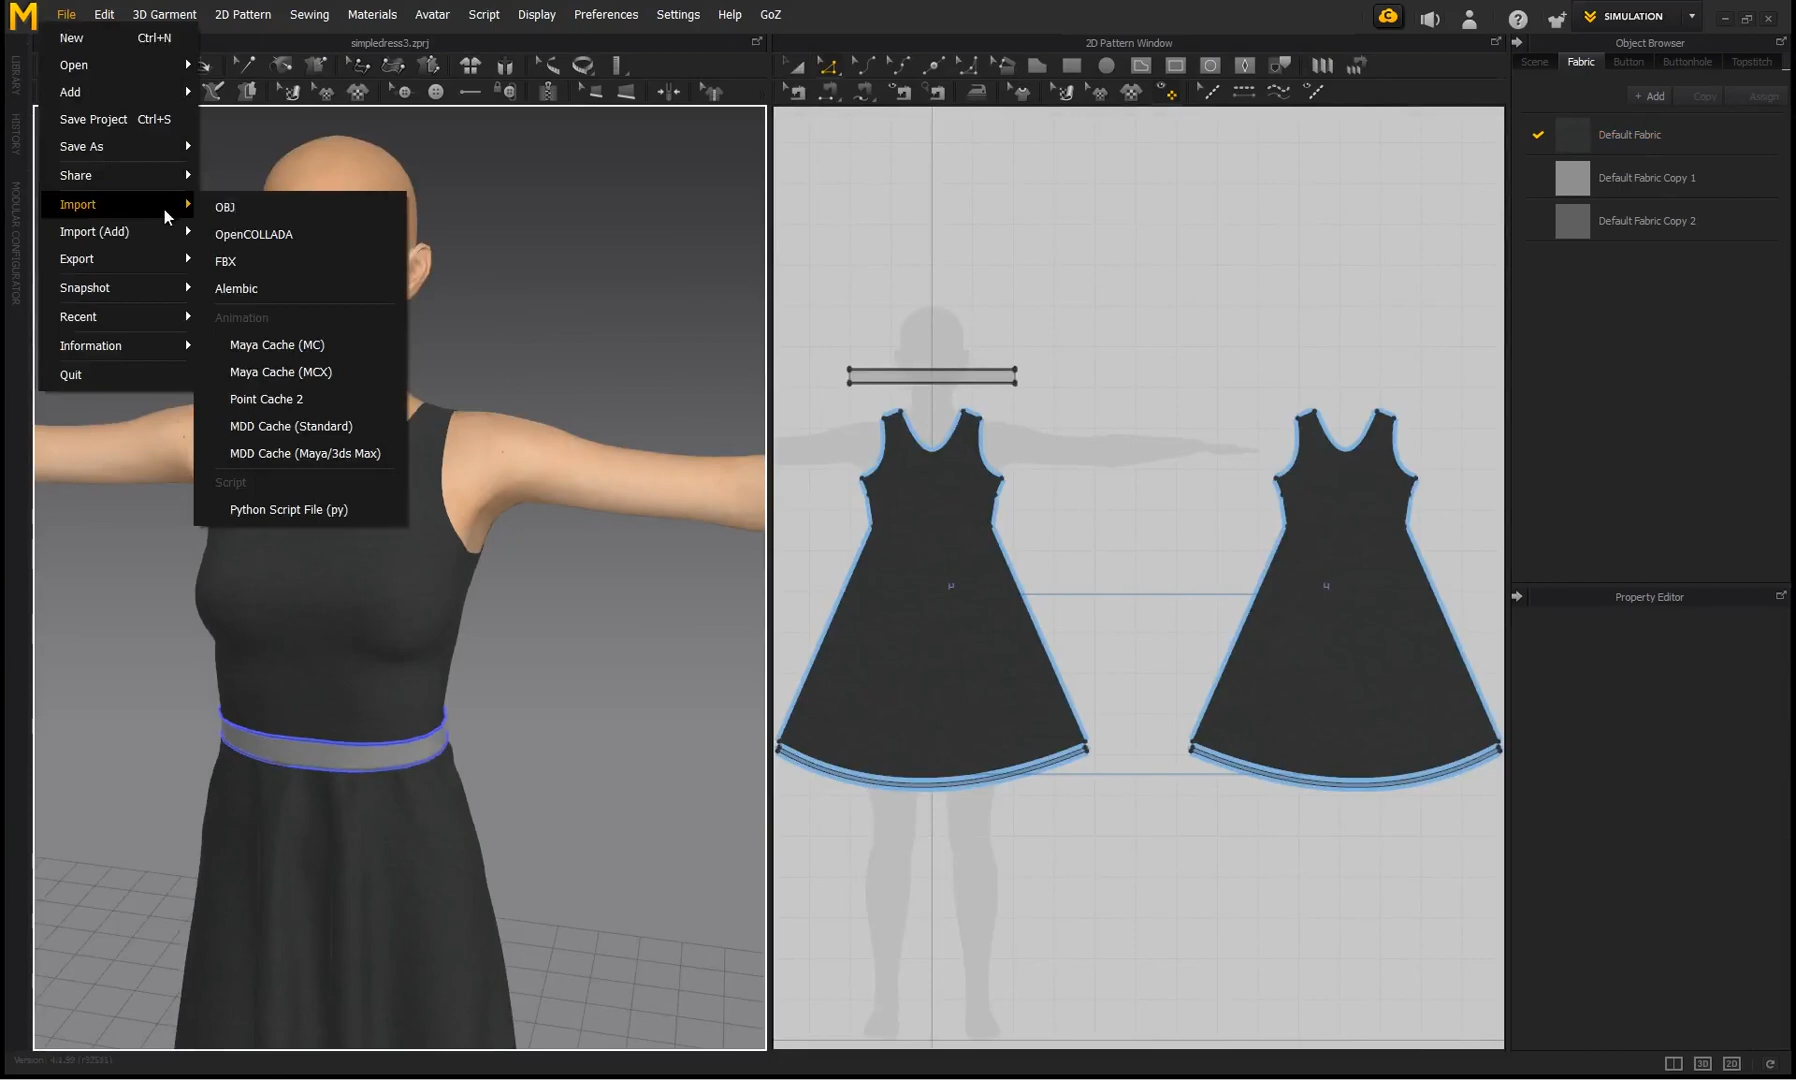 M File Edit 3D Garment 2D Pattern Sewing Materials Avatar Script Display Preferences Settings Help GoZ
SIMULATION
simpledress3.zprj
2D Pattern Window
Object Browser
New Ctrl+N
Open
Add
Save Project Ctrl+S
Save As
Share
Import
Import (Add)
Export
Snapshot
Recent
Information
Quit
OBJ
OpenCOLLADA
FBX
Alembic
Animation
Maya Cache (MC)
Maya Cache (MCX)
Point Cache 2
MDD Cache (Standard)
MDD Cache (Maya/3ds Max)
Script
Python Script File (py)
LIBRARY
HISTORY
MODULAR CONFIGURATOR
Scene Fabric Button Buttonhole Topstitch
+ Add Copy Assign
Default Fabric
Default Fabric Copy 1
Default Fabric Copy 2
Property Editor
3D 2D